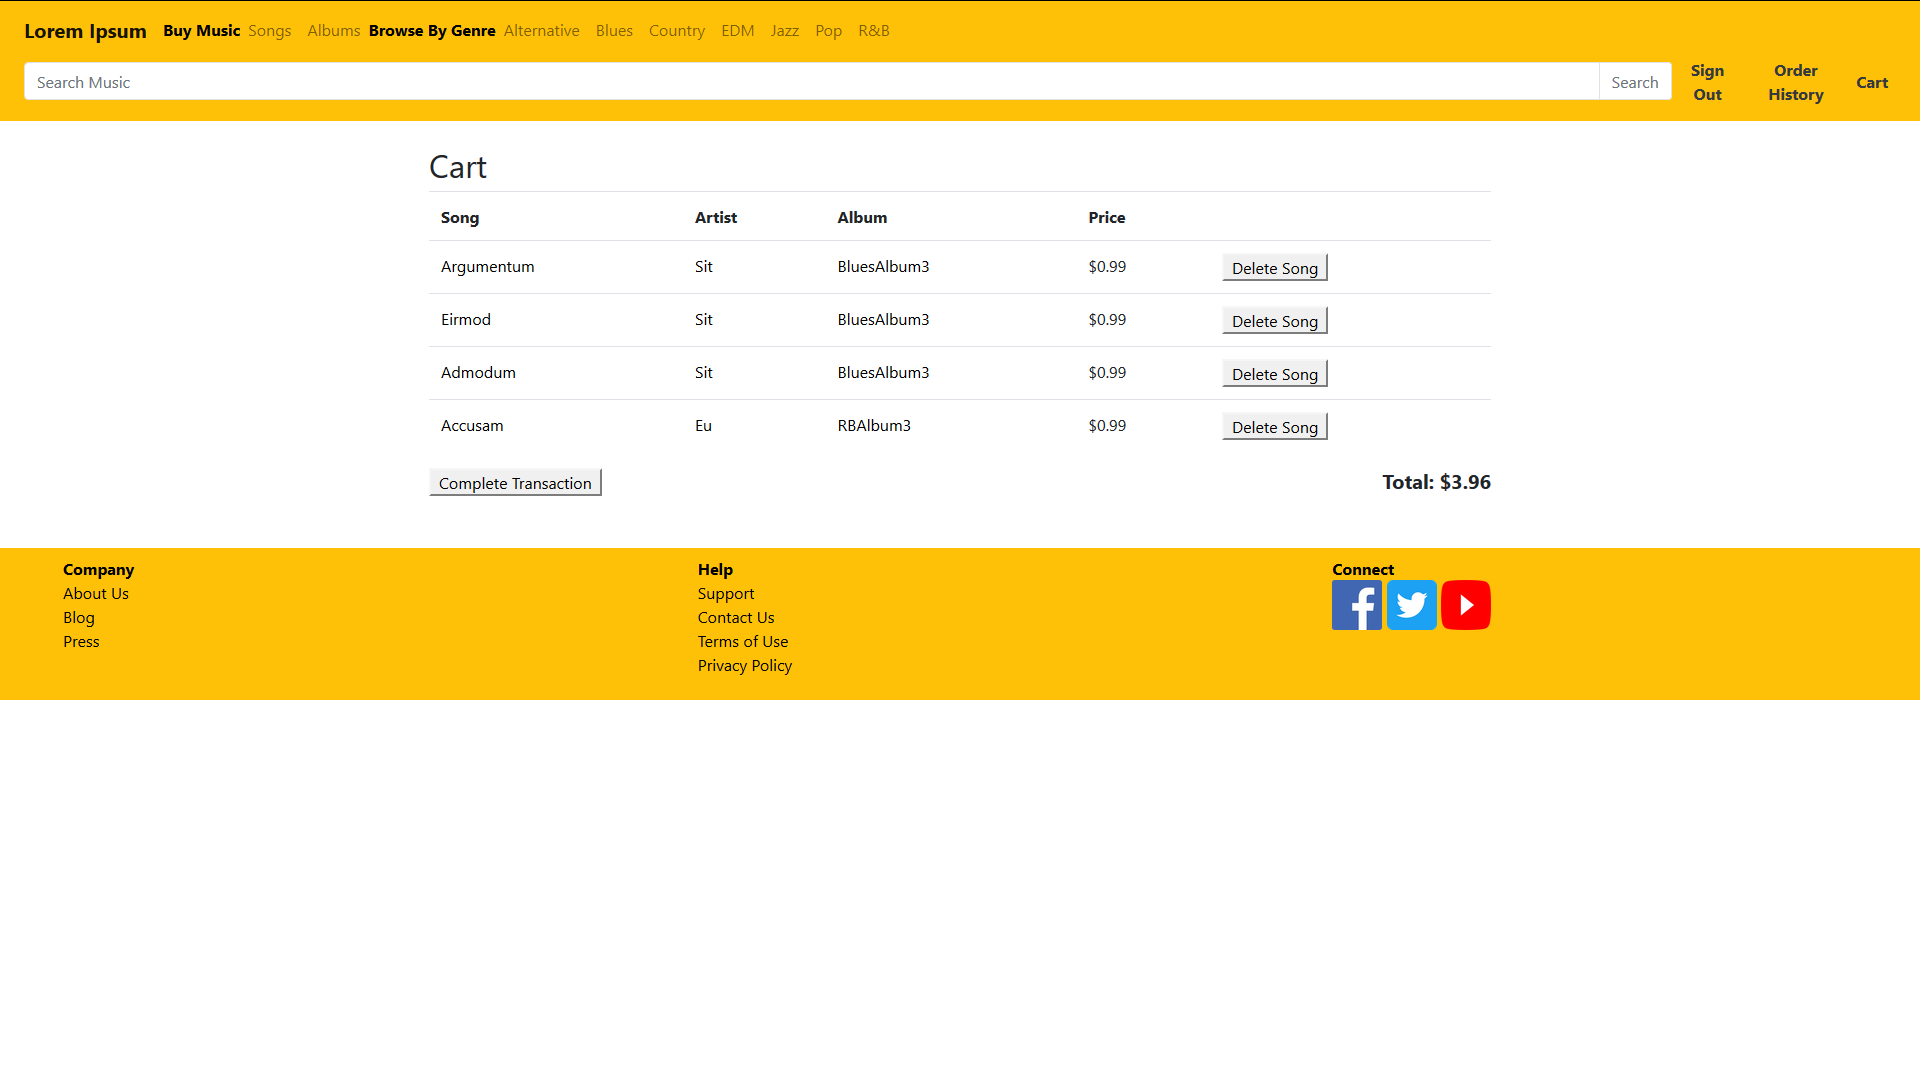 Lorem Ipsum Buy Music Songs Albums Browse By Genre Alternative Blues Country EDM Jazz Pop R&B
Search Music Search Sign Out Order History Cart
Cart
Song Artist Album Price
Argumentum Sit BluesAlbum3 $0.99 Delete Song
Eirmod Sit BluesAlbum3 $0.99 Delete Song
Admodum Sit BluesAlbum3 $0.99 Delete Song
Accusam Eu RBAlbum3 $0.99 Delete Song
Complete Transaction Total: $3.96
Company
About Us
Blog
Press
Help
Support
Contact Us
Terms of Use
Privacy Policy
Connect